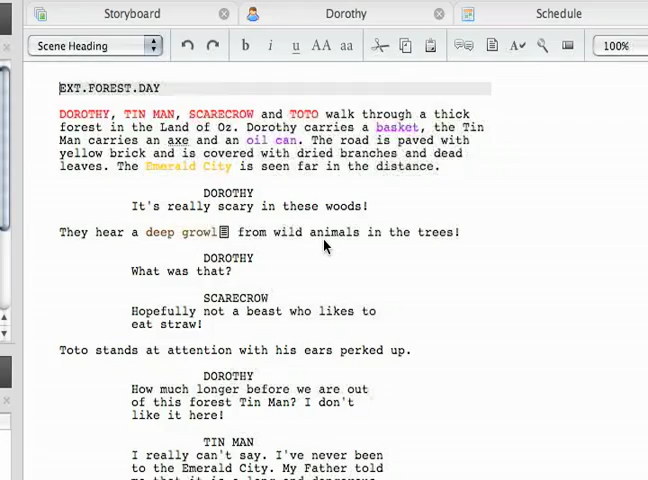 Storyboard Dorothy Schedule
Scene Heading b i u AA aa 100%
EXT.FOREST.DAY
DOROTHY, TIN MAN, SCARECROW and TOTO walk through a thick
forest in the Land of Oz. Dorothy carries a basket, the Tin
Man carries an axe and an oil can. The road is paved with
yellow brick and is covered with dried branches and dead
leaves. The Emerald City is seen far in the distance.
DOROTHY
It's really scary in these woods!
They hear a deep growl from wild animals in the trees!
DOROTHY
What was that?
SCARECROW
Hopefully not a beast who likes to
eat straw!
Toto stands at attention with his ears perked up.
DOROTHY
How much longer before we are out
of this forest Tin Man? I don't
like it here!
TIN MAN
I really can't say. I've never been
to the Emerald City. My Father told